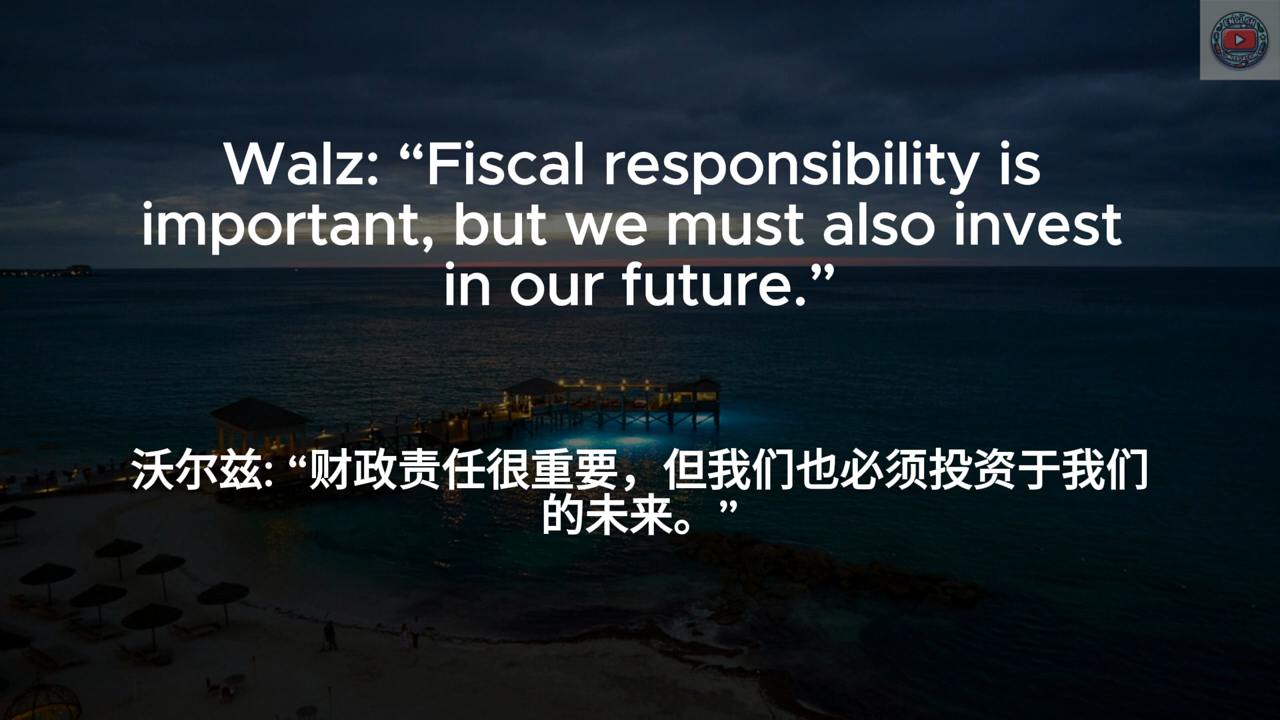 Walz: “Fiscal responsibility is
important, but we must also invest
in our future.”
沃尔兹: “财政责任很重要，但我们也必须投资于我们
的未来。”
ENGLISH